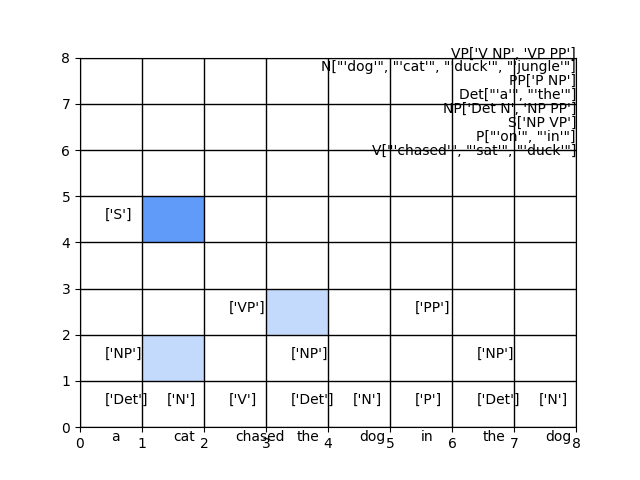 VP['V NP', 'VP PP']
8
N["'dog'", "'cat'", "'duck'", "'jungle'"]
PP['P NP']
Det["'a'", "'the'"]
7 NP['Det N', 'NP PP']
S['NP VP']
P["'on'", "'in'"]
6 V["'chased'", "'sat'", "'duck'"]
5
['S']
4
3
['VP'] ['PP']
2
['NP'] ['NP'] ['NP']
1
['Det'] ['N'] ['V'] ['Det'] ['N'] ['P'] ['Det'] ['N']
0
a cat chased the dog in the dog
0 1 2 3 4 5 6 7 8